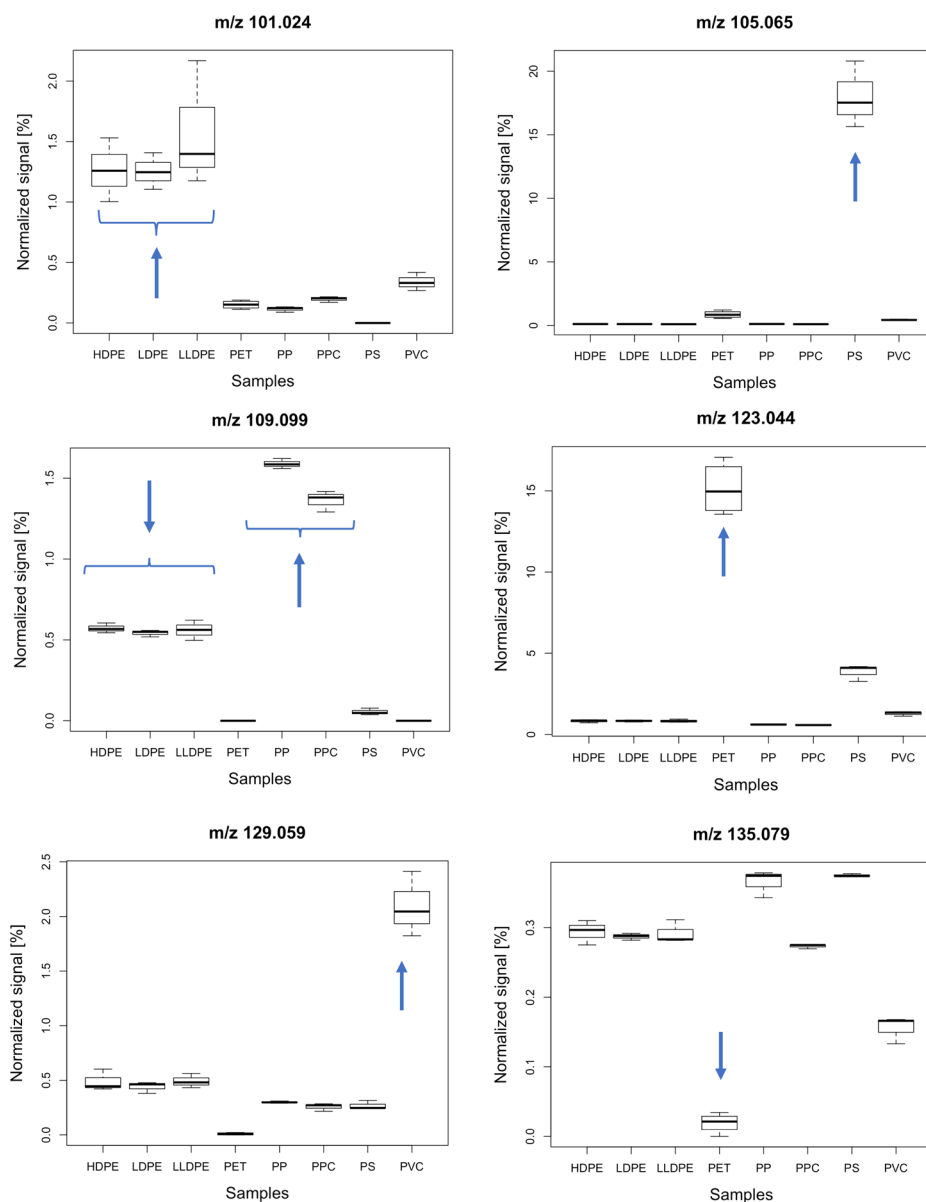 m/z 101.024
Normalized signal [%]
2.0
1.5
1.0
0.5
0.0
HDPE LDPE LLDPE PET PP PPC PS PVC
Samples
m/z 105.065
Normalized signal [%]
20
15
10
5
0
HDPE LDPE LLDPE PET PP PPC PS PVC
Samples
m/z 109.099
Normalized signal [%]
1.5
1.0
0.5
0.0
HDPE LDPE LLDPE PET PP PPC PS PVC
Samples
m/z 123.044
Normalized signal [%]
15
10
5
0
HDPE LDPE LLDPE PET PP PPC PS PVC
Samples
m/z 129.059
Normalized signal [%]
2.5
2.0
1.5
1.0
0.5
0.0
HDPE LDPE LLDPE PET PP PPC PS PVC
Samples
m/z 135.079
Normalized signal [%]
0.3
0.2
0.1
0.0
HDPE LDPE LLDPE PET PP PPC PS PVC
Samples